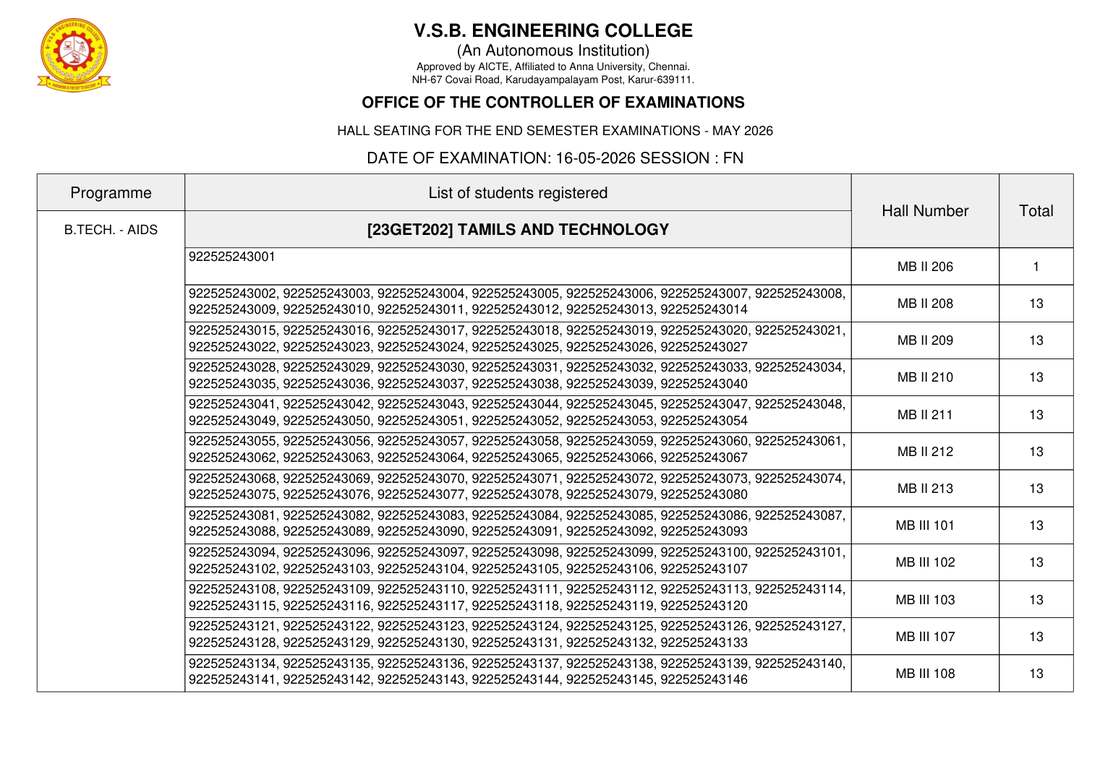 V.S.B. ENGINEERING COLLEGE
(An Autonomous Institution)
Approved by AICTE, Affiliated to Anna University, Chennai.
NH-67 Covai Road, Karudayampalayam Post, Karur-639111.
OFFICE OF THE CONTROLLER OF EXAMINATIONS
HALL SEATING FOR THE END SEMESTER EXAMINATIONS - MAY 2026
DATE OF EXAMINATION: 16-05-2026 SESSION : FN
Programme List of students registered Hall Number Total
B.TECH. - AIDS [23GET202] TAMILS AND TECHNOLOGY
922525243001 MB II 206 1
922525243002, 922525243003, 922525243004, 922525243005, 922525243006, 922525243007, 922525243008,
922525243009, 922525243010, 922525243011, 922525243012, 922525243013, 922525243014 MB II 208 13
922525243015, 922525243016, 922525243017, 922525243018, 922525243019, 922525243020, 922525243021,
922525243022, 922525243023, 922525243024, 922525243025, 922525243026, 922525243027 MB II 209 13
922525243028, 922525243029, 922525243030, 922525243031, 922525243032, 922525243033, 922525243034,
922525243035, 922525243036, 922525243037, 922525243038, 922525243039, 922525243040 MB II 210 13
922525243041, 922525243042, 922525243043, 922525243044, 922525243045, 922525243047, 922525243048,
922525243049, 922525243050, 922525243051, 922525243052, 922525243053, 922525243054 MB II 211 13
922525243055, 922525243056, 922525243057, 922525243058, 922525243059, 922525243060, 922525243061,
922525243062, 922525243063, 922525243064, 922525243065, 922525243066, 922525243067 MB II 212 13
922525243068, 922525243069, 922525243070, 922525243071, 922525243072, 922525243073, 922525243074,
922525243075, 922525243076, 922525243077, 922525243078, 922525243079, 922525243080 MB II 213 13
922525243081, 922525243082, 922525243083, 922525243084, 922525243085, 922525243086, 922525243087,
922525243088, 922525243089, 922525243090, 922525243091, 922525243092, 922525243093 MB III 101 13
922525243094, 922525243096, 922525243097, 922525243098, 922525243099, 922525243100, 922525243101,
922525243102, 922525243103, 922525243104, 922525243105, 922525243106, 922525243107 MB III 102 13
922525243108, 922525243109, 922525243110, 922525243111, 922525243112, 922525243113, 922525243114,
922525243115, 922525243116, 922525243117, 922525243118, 922525243119, 922525243120 MB III 103 13
922525243121, 922525243122, 922525243123, 922525243124, 922525243125, 922525243126, 922525243127,
922525243128, 922525243129, 922525243130, 922525243131, 922525243132, 922525243133 MB III 107 13
922525243134, 922525243135, 922525243136, 922525243137, 922525243138, 922525243139, 922525243140,
922525243141, 922525243142, 922525243143, 922525243144, 922525243145, 922525243146 MB III 108 13